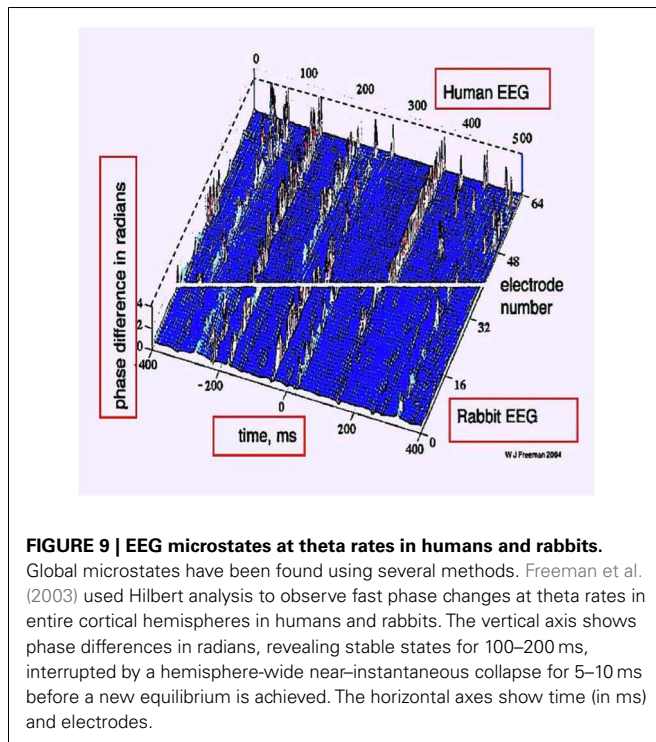 0
100
200
300
400
500
Human EEG
64
48
electrode
number
32
16
0
phase difference in radians
4
2
0
-400
-200
0
200
400
time, ms
Rabbit EEG
W J Freeman 2004
FIGURE 9 | EEG microstates at theta rates in humans and rabbits.
Global microstates have been found using several methods. Freeman et al.
(2003) used Hilbert analysis to observe fast phase changes at theta rates in
entire cortical hemispheres in humans and rabbits. The vertical axis shows
phase differences in radians, revealing stable states for 100–200 ms,
interrupted by a hemisphere-wide near–instantaneous collapse for 5–10 ms
before a new equilibrium is achieved. The horizontal axes show time (in ms)
and electrodes.